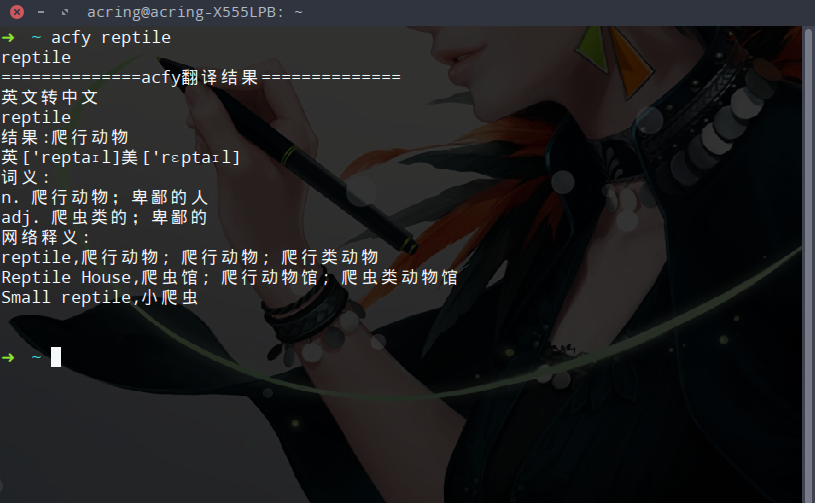 acring@acring-X555LPB: ~
➜ ~ acfy reptile
reptile
==============acfy翻译结果==============
英文转中文
reptile
结果:爬行动物
英['reptaɪl]美['rɛptaɪl]
词义:
n. 爬行动物; 卑鄙的人
adj. 爬虫类的; 卑鄙的
网络释义:
reptile,爬行动物; 爬行动物; 爬行类动物
Reptile House,爬虫馆; 爬行动物馆; 爬虫类动物馆
Small reptile,小爬虫
➜ ~